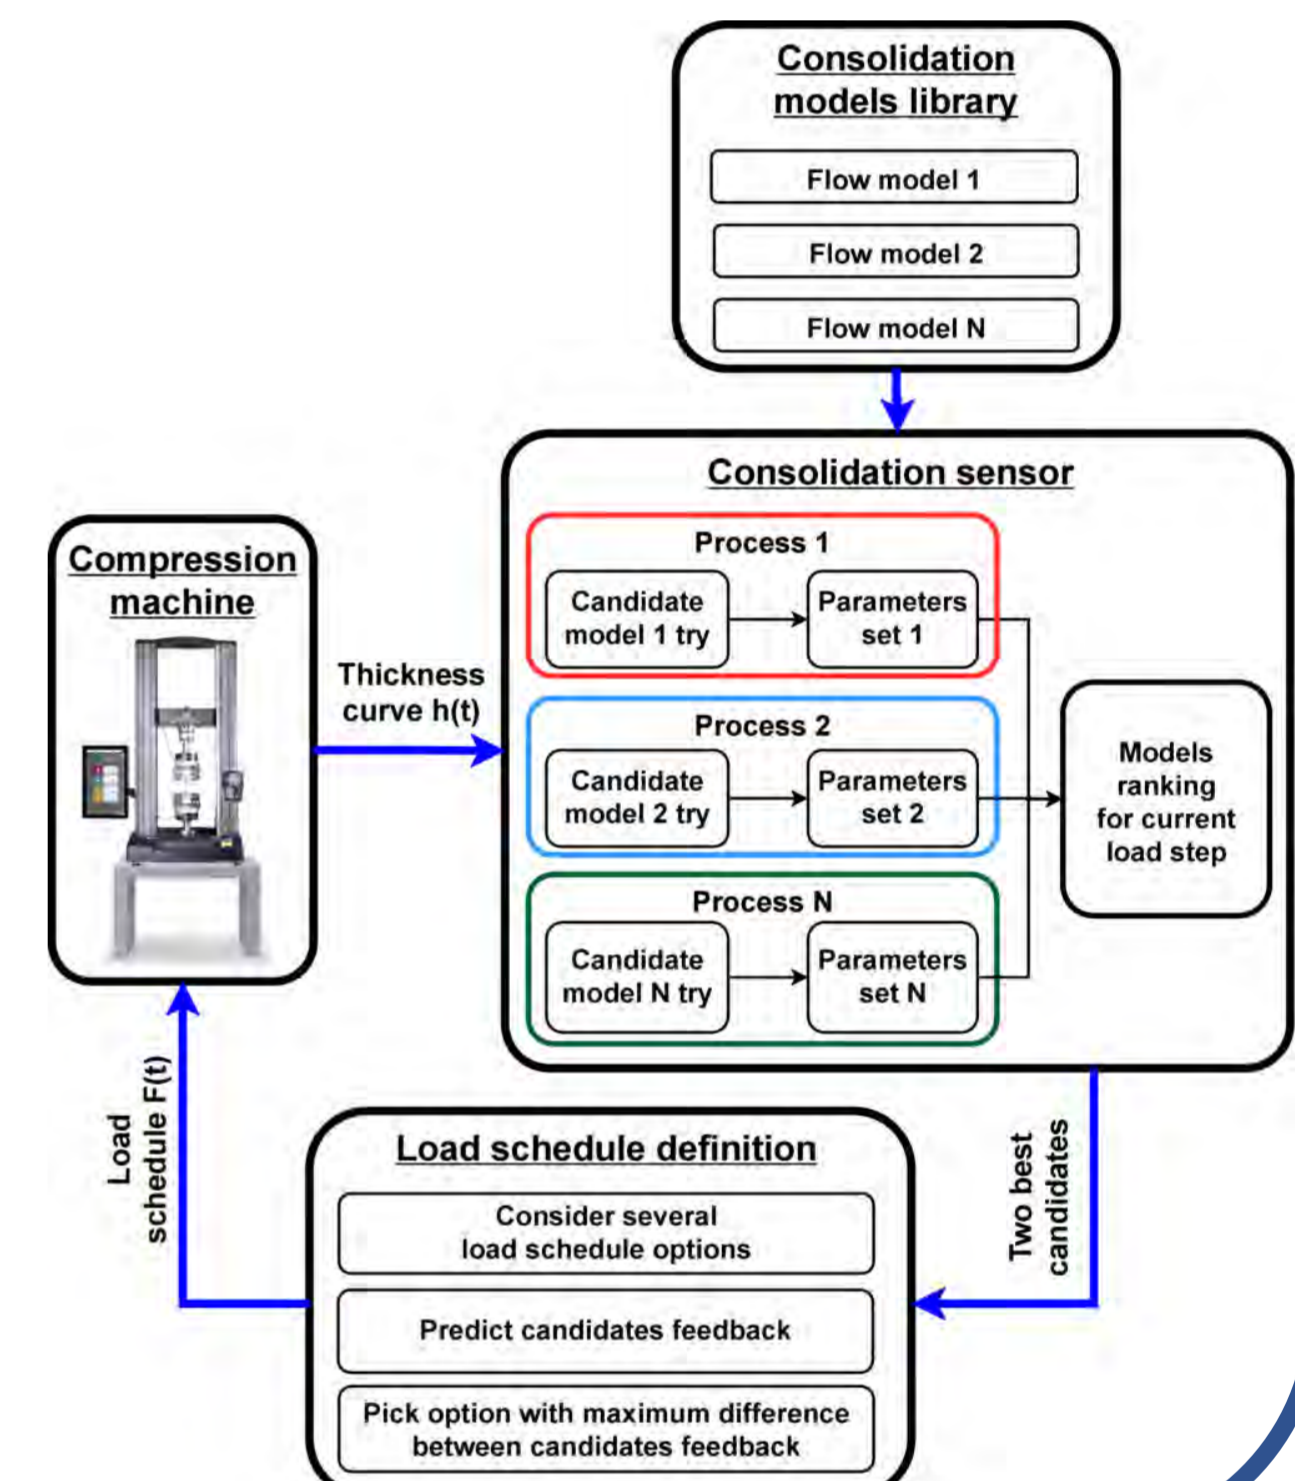 Consolidation
models library
Flow model 1
Flow model 2
Flow model N
Consolidation sensor
Process 1
Candidate
model 1 try
Parameters
set 1
Process 2
Candidate
model 2 try
Parameters
set 2
Process N
Candidate
model N try
Parameters
set N
Models
ranking
for current
load step
Compression
machine
Thickness
curve h(t)
Load
schedule F(t)
Two best
candidates
Load schedule definition
Consider several
load schedule options
Predict candidates feedback
Pick option with maximum difference
between candidates feedback